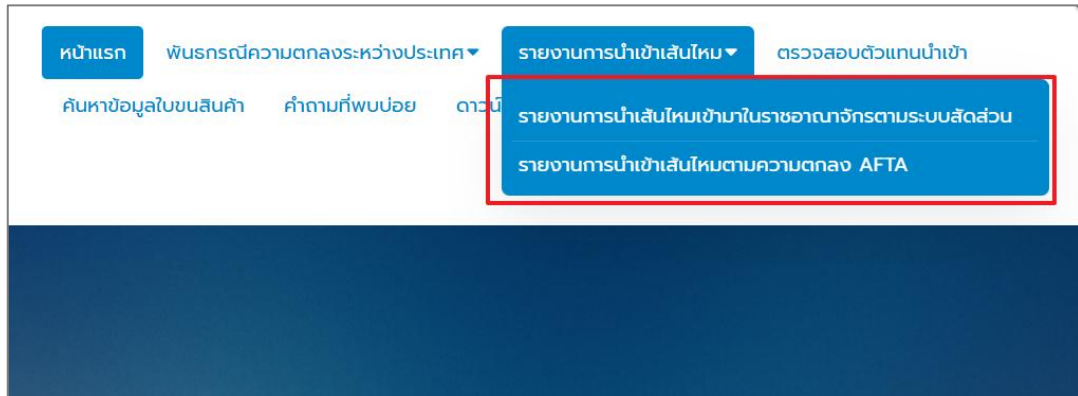 หน้าแรก พันธกรณีความตกลงระหว่างประเทศ รายงานการนำเข้าเส้นไหม ตรวจสอบตัวแทนนำเข้า
ค้นหาข้อมูลใบขนสินค้า คำถามที่พบบ่อย
รายงานการนำเส้นไหมเข้ามาในราชอาณาจักรตามระบบสัดส่วน
รายงานการนำเข้าเส้นไหมตามความตกลง AFTA